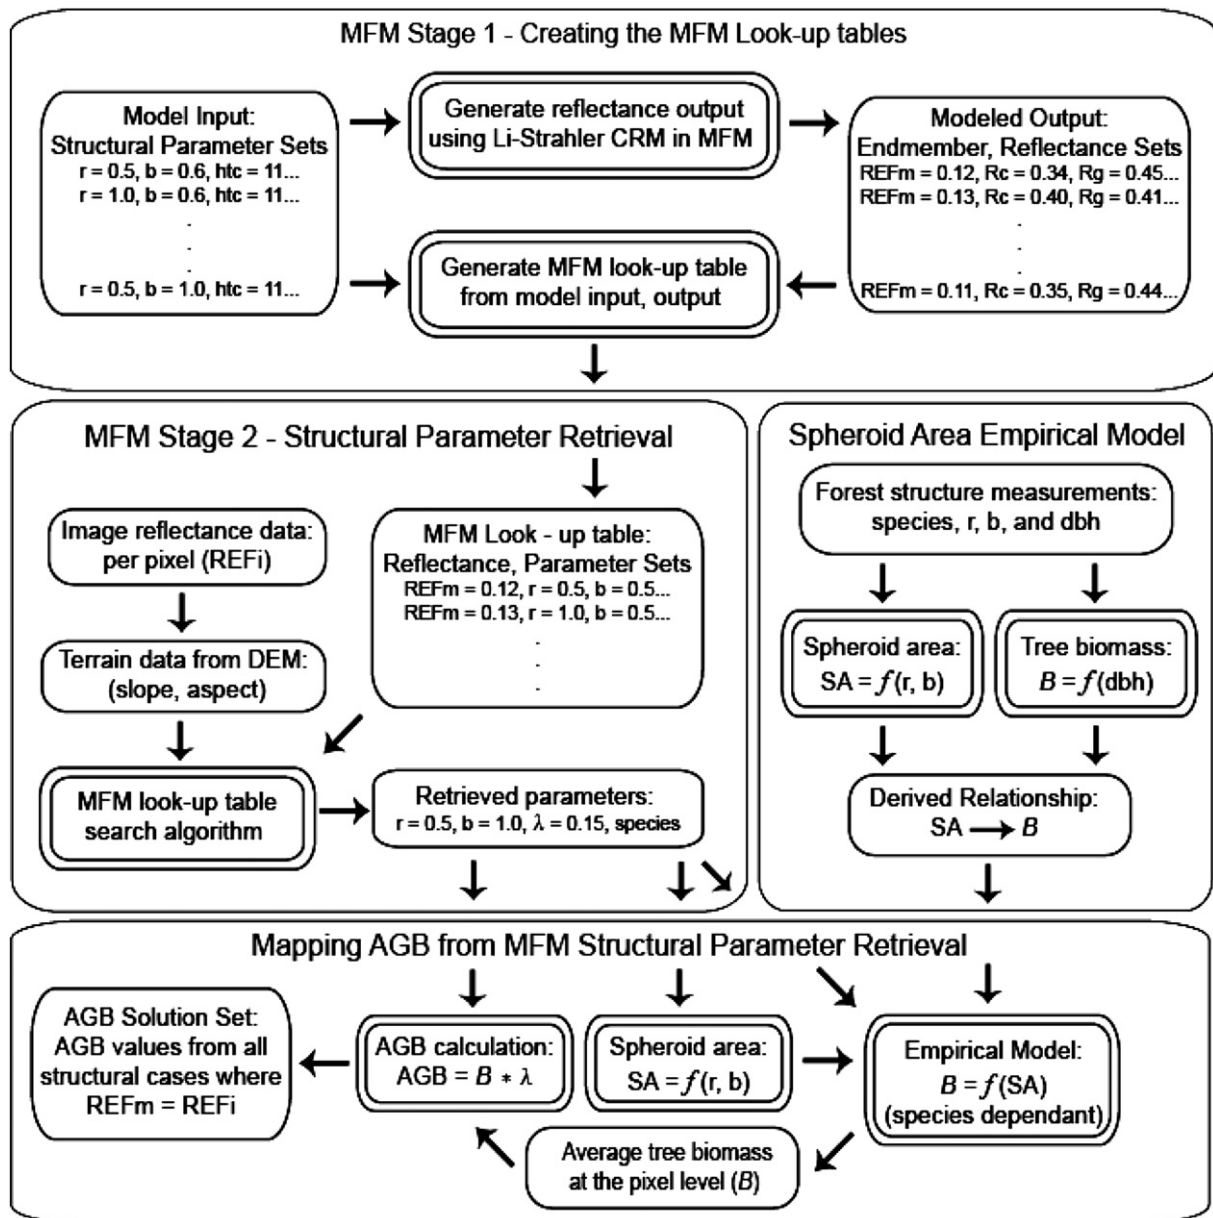 MFM Stage 1 - Creating the MFM Look-up tables
Model Input:
Structural Parameter Sets
r = 0.5, b = 0.6, htc = 11...
r = 1.0, b = 0.6, htc = 11...
.
.
.
r = 0.5, b = 1.0, htc = 11...
Generate reflectance output
using Li-Strahler CRM in MFM
Modeled Output:
Endmember, Reflectance Sets
REFm = 0.12, Rc = 0.34, Rg = 0.45...
REFm = 0.13, Rc = 0.40, Rg = 0.41...
.
.
.
REFm = 0.11, Rc = 0.35, Rg = 0.44...
Generate MFM look-up table
from model input, output
MFM Stage 2 - Structural Parameter Retrieval
Image reflectance data:
per pixel (REFi)
Terrain data from DEM:
(slope, aspect)
MFM look-up table
search algorithm
MFM Look - up table:
Reflectance, Parameter Sets
REFm = 0.12, r = 0.5, b = 0.5...
REFm = 0.13, r = 1.0, b = 0.5...
.
.
.
Retrieved parameters:
r = 0.5, b = 1.0, λ = 0.15, species
Spheroid Area Empirical Model
Forest structure measurements:
species, r, b, and dbh
Spheroid area:
SA = f(r, b)
Tree biomass:
B = f(dbh)
Derived Relationship:
SA → B
Mapping AGB from MFM Structural Parameter Retrieval
AGB Solution Set:
AGB values from all
structural cases where
REFm = REFi
AGB calculation:
AGB = B * λ
Spheroid area:
SA = f(r, b)
Empirical Model:
B = f(SA)
(species dependant)
Average tree biomass
at the pixel level (B)